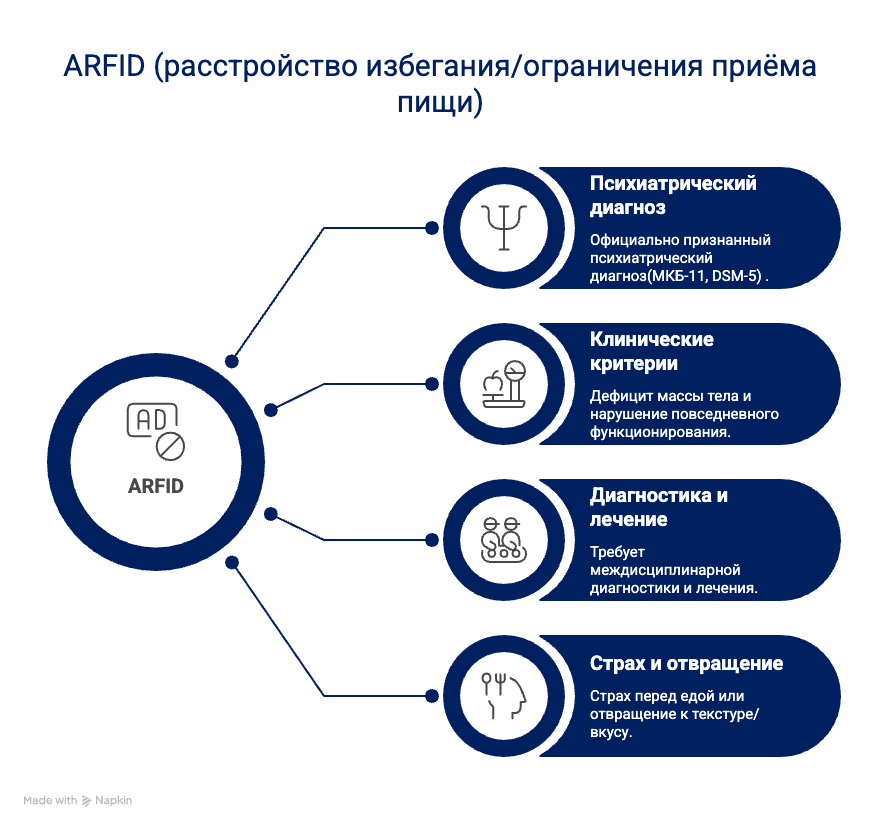 ARFID (расстройство избегания/ограничения приёма
пищи)
Психиатрический
диагноз
Официально признанный
психиатрический
диагноз(МКБ-11, DSM-5) .
Клинические
критерии
Дефицит массы тела и
нарушение повседневного
функционирования.
AD
ARFID
Диагностика и
лечение
Требует
междисциплинарной
диагностики и лечения.
Страх и отвращение
Страх перед едой или
отвращение к текстуре/
вкусу.
Made with Napkin